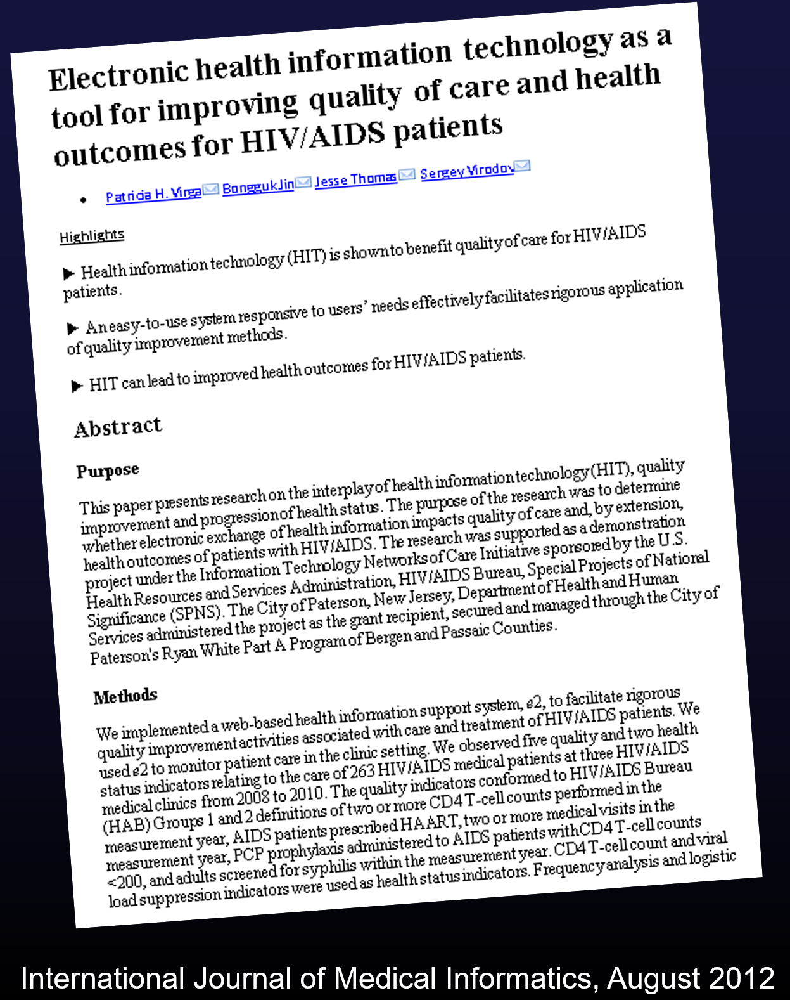 Electronic health information technology as a
tool for improving quality of care and health
outcomes for HIV/AIDS patients
• Patricia H. Virga Bongguk Jin Jesse Thomas Sergey Virodov
Highlights
► Health information technology (HIT) is shown to benefit quality of care for HIV/AIDS
patients.
► An easy-to-use system responsive to users’ needs effectively facilitates rigorous application
of quality improvement methods.
► HIT can lead to improved health outcomes for HIV/AIDS patients.
Abstract
Purpose
This paper presents research on the interplay of health information technology (HIT), quality
improvement and progression of health status. The purpose of the research was to determine
whether electronic exchange of health information impacts quality of care and, by extension,
health outcomes of patients with HIV/AIDS. The research was supported as a demonstration
project under the Information Technology Networks of Care Initiative sponsored by the U.S.
Health Resources and Services Administration, HIV/AIDS Bureau, Special Projects of National
Significance (SPNS). The City of Paterson, New Jersey, Department of Health and Human
Services administered the project as the grant recipient, secured and managed through the City of
Paterson's Ryan White Part A Program of Bergen and Passaic Counties.
Methods
We implemented a web-based health information support system, e2, to facilitate rigorous
quality improvement activities associated with care and treatment of HIV/AIDS patients. We
used e2 to monitor patient care in the clinic setting. We observed five quality and two health
status indicators relating to the care of 263 HIV/AIDS medical patients at three HIV/AIDS
medical clinics from 2008 to 2010. The quality indicators conformed to HIV/AIDS Bureau
(HAB) Groups 1 and 2 definitions of two or more CD4 T-cell counts performed in the
measurement year, AIDS patients prescribed HAART, two or more medical visits in the
measurement year, PCP prophylaxis administered to AIDS patients with CD4 T-cell counts
<200, and adults screened for syphilis within the measurement year. CD4 T-cell count and viral
load suppression indicators were used as health status indicators. Frequency analysis and logistic
International Journal of Medical Informatics, August 2012